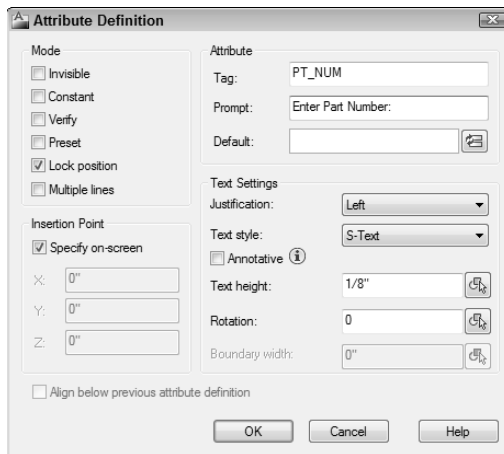 Attribute Definition
Mode
Invisible
Constant
Verify
Preset
Lock position
Multiple lines
Insertion Point
Specify on-screen
X: 0"
Y: 0"
Z: 0"
Attribute
Tag: PT_NUM
Prompt: Enter Part Number:
Default:
Text Settings
Justification: Left
Text style: S-Text
Annotative
Text height: 1/8"
Rotation: 0
Boundary width: 0"
Align below previous attribute definition
OK Cancel Help